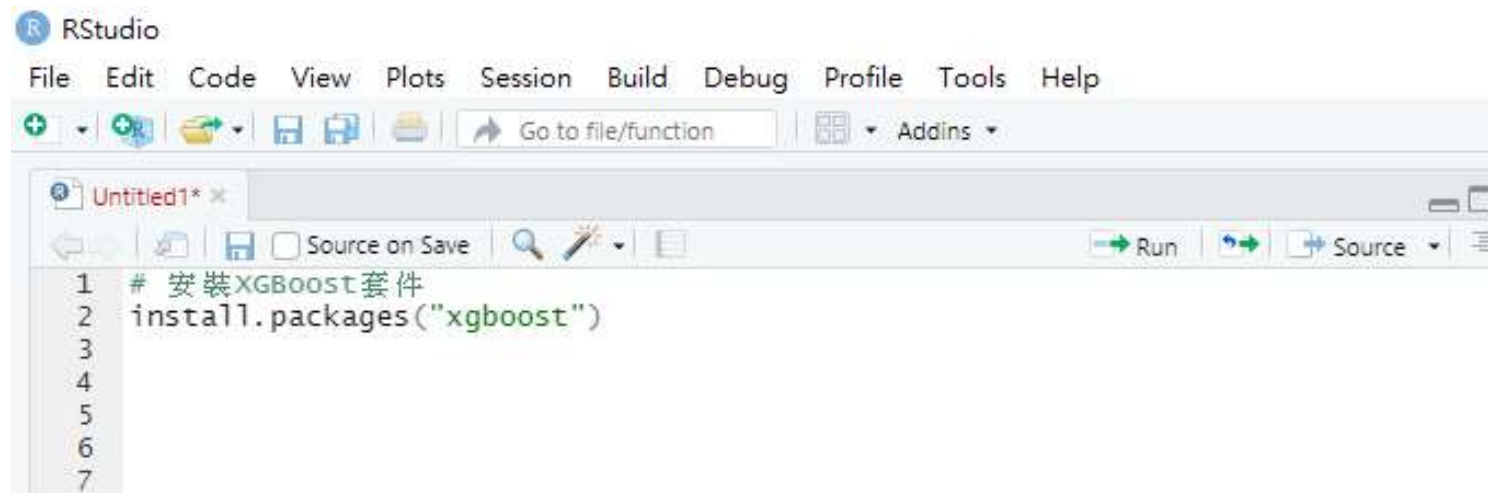 RStudio
File Edit Code View Plots Session Build Debug Profile Tools Help
Go to file/function Addins
Untitled1*
Source on Save Run Source
1 # 安裝XGBoost套件
2 install.packages("xgboost")
3
4
5
6
7